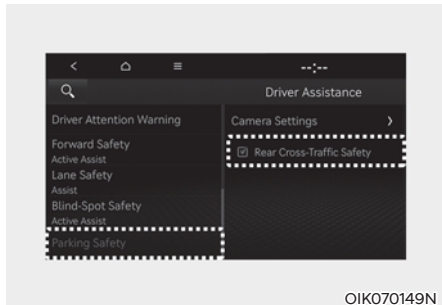 --:--
Driver Assistance
Driver Attention Warning
Forward Safety
Active Assist
Lane Safety
Assist
Blind-Spot Safety
Active Assist
Parking Safety
Camera Settings
Rear Cross-Traffic Safety
OIK070149N